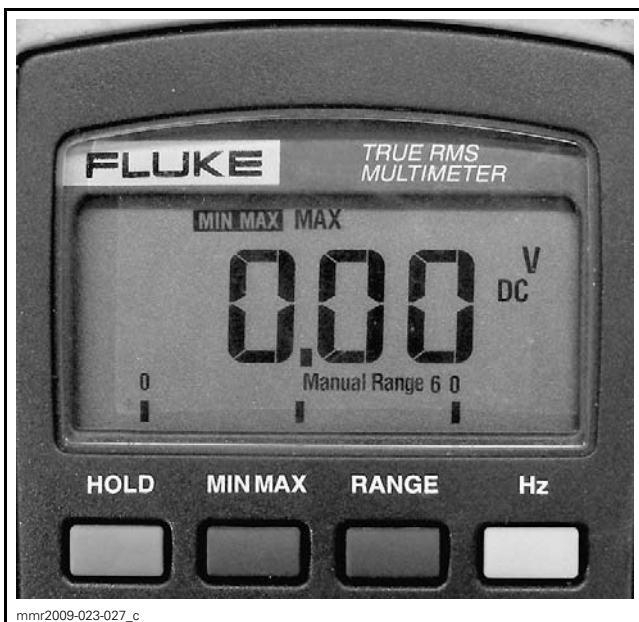 FLUKE
TRUE RMS
MULTIMETER
MIN MAX MAX
0.00 V
DC
0 Manual Range 6 0
HOLD MIN MAX RANGE Hz
mmr2009-023-027_c